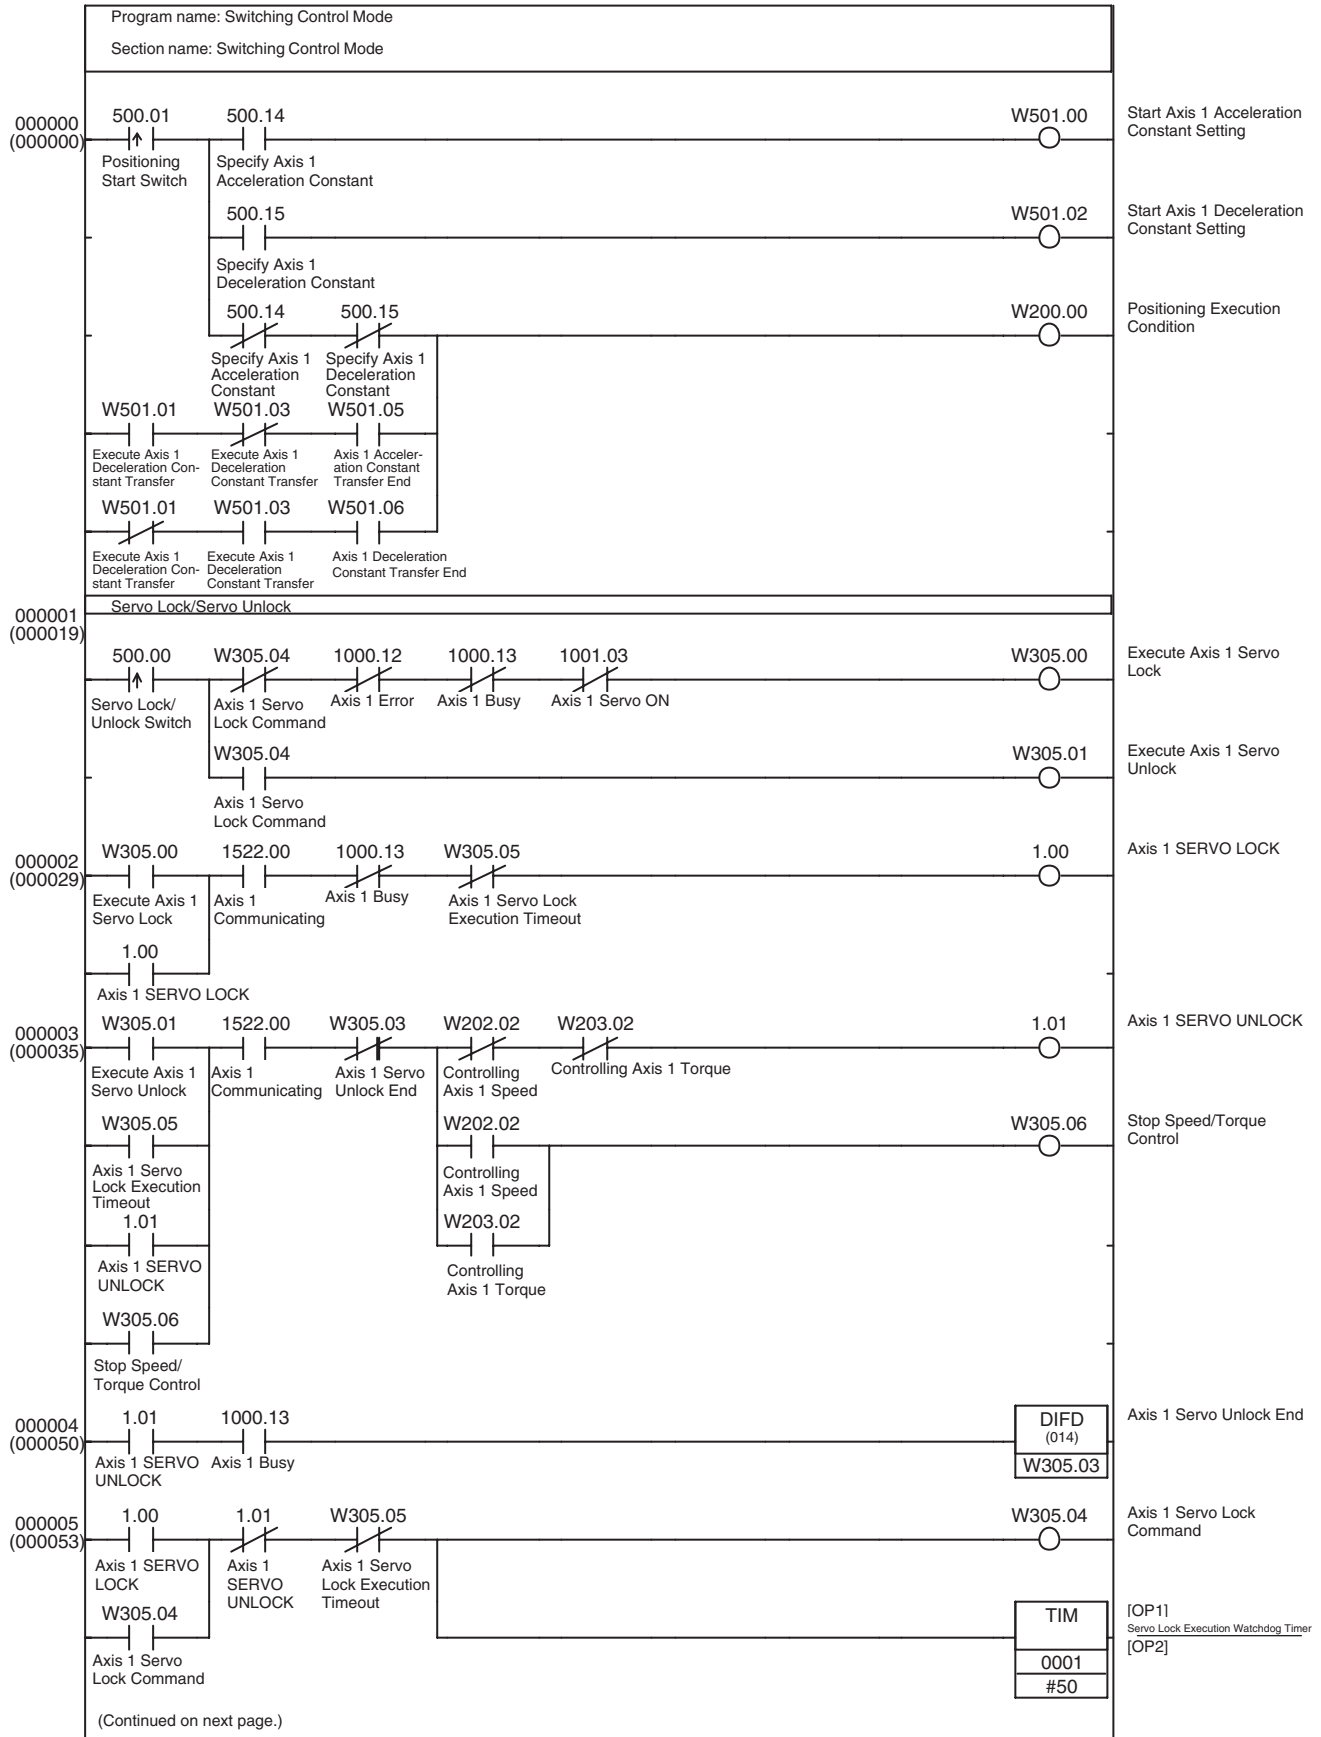 Program name: Switching Control Mode
Section name: Switching Control Mode
000000
(000000)
500.01
500.14
W501.00
Start Axis 1 Acceleration
Constant Setting
Positioning
Start Switch
Specify Axis 1
Acceleration Constant
500.15
W501.02
Start Axis 1 Deceleration
Constant Setting
Specify Axis 1
Deceleration Constant
500.14
500.15
W200.00
Positioning Execution
Condition
Specify Axis 1
Acceleration
Constant
Specify Axis 1
Deceleration
Constant
W501.01
W501.03
W501.05
Execute Axis 1
Deceleration Con-
stant Transfer
Execute Axis 1
Deceleration
Constant Transfer
Axis 1 Acceler-
ation Constant
Transfer End
W501.01
W501.03
W501.06
Execute Axis 1
Deceleration Con-
stant Transfer
Execute Axis 1
Deceleration
Constant Transfer
Axis 1 Deceleration
Constant Transfer End
000001
(000019)
Servo Lock/Servo Unlock
500.00
W305.04
1000.12
1000.13
1001.03
W305.00
Execute Axis 1 Servo
Lock
Servo Lock/
Unlock Switch
Axis 1 Servo
Lock Command
Axis 1 Error
Axis 1 Busy
Axis 1 Servo ON
W305.04
W305.01
Execute Axis 1 Servo
Unlock
Axis 1 Servo
Lock Command
000002
(000029)
W305.00
1522.00
1000.13
W305.05
1.00
Axis 1 SERVO LOCK
Execute Axis 1
Servo Lock
Axis 1
Communicating
Axis 1 Busy
Axis 1 Servo Lock
Execution Timeout
1.00
Axis 1 SERVO LOCK
000003
(000035)
W305.01
1522.00
W305.03
W202.02
W203.02
1.01
Axis 1 SERVO UNLOCK
Execute Axis 1
Servo Unlock
Axis 1
Communicating
Axis 1 Servo
Unlock End
Controlling
Axis 1 Speed
Controlling Axis 1 Torque
W305.05
W202.02
W305.06
Stop Speed/Torque
Control
Axis 1 Servo
Lock Execution
Timeout
Controlling
Axis 1 Speed
1.01
W203.02
Axis 1 SERVO
UNLOCK
Controlling
Axis 1 Torque
W305.06
Stop Speed/
Torque Control
000004
(000050)
1.01
1000.13
DIFD
(014)
W305.03
Axis 1 Servo Unlock End
Axis 1 SERVO
UNLOCK
Axis 1 Busy
000005
(000053)
1.00
1.01
W305.05
W305.04
Axis 1 Servo Lock
Command
Axis 1 SERVO
LOCK
Axis 1
SERVO
UNLOCK
Axis 1 Servo
Lock Execution
Timeout
W305.04
TIM
0001
#50
[OP1]
Servo Lock Execution Watchdog Timer
[OP2]
Axis 1 Servo
Lock Command
(Continued on next page.)